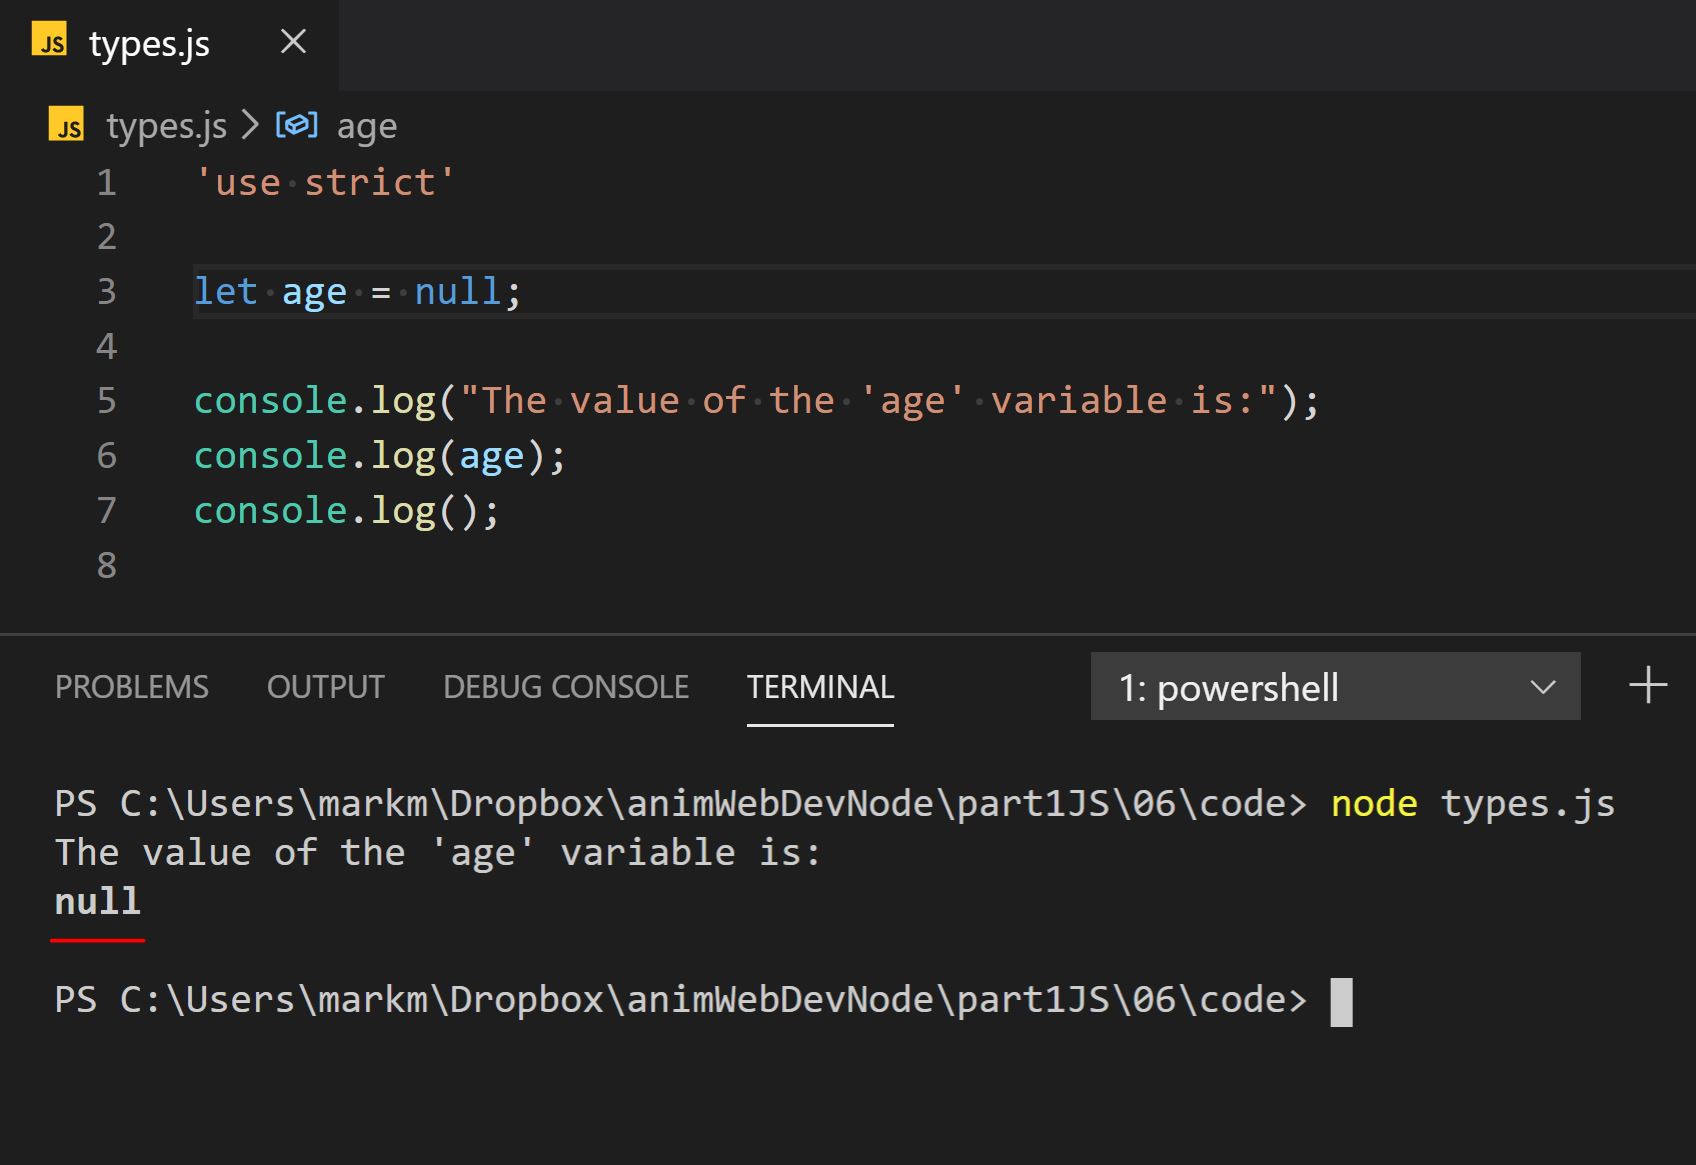 JS types.js
JS types.js > age
1 'use strict'
2
3 let age = null;
4
5 console.log("The value of the 'age' variable is:");
6 console.log(age);
7 console.log();
8
PROBLEMS OUTPUT DEBUG CONSOLE TERMINAL 1: powershell
PS C:\Users\markm\Dropbox\animWebDevNode\part1JS\06\code> node types.js
The value of the 'age' variable is:
null
PS C:\Users\markm\Dropbox\animWebDevNode\part1JS\06\code>